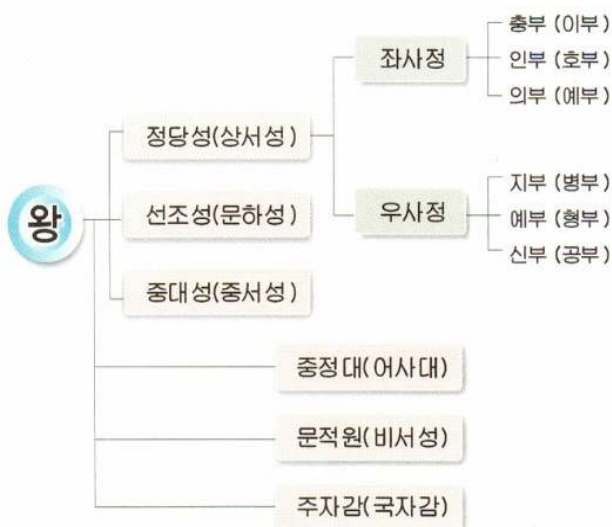 왕
정당성(상서성)
선조성(문하성)
중대성(중서성)
좌사정
충부 (이부)
인부 (호부)
의부 (예부)
우사정
지부 (병부)
예부 (형부)
신부 (공부)
중정대(어사대)
문적원(비서성)
주자감(국자감)